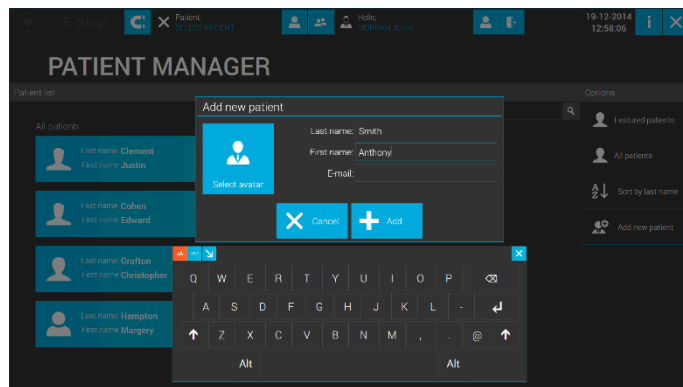 E-Stop
Patient:
SELECT PATIENT
Hello,
MORGAN Jenny
19-12-2014
12:58:06
PATIENT MANAGER
Patient list
Options
Add new patient
Last name: Smith
First name: Anthony
E-mail:
Select avatar
Cancel
Add
All patients
Last name: Clement
First name: Justin
Last name: Cohen
First name: Edward
Last name: Grafton
First name: Christopher
Last name: Hampton
First name: Margery
Featured patients
All patients
A Z Sort by last name
Add new patient
Q W E R T Y U I O P
A S D F G H J K L -
Z X C V B N M , . @
Alt Alt